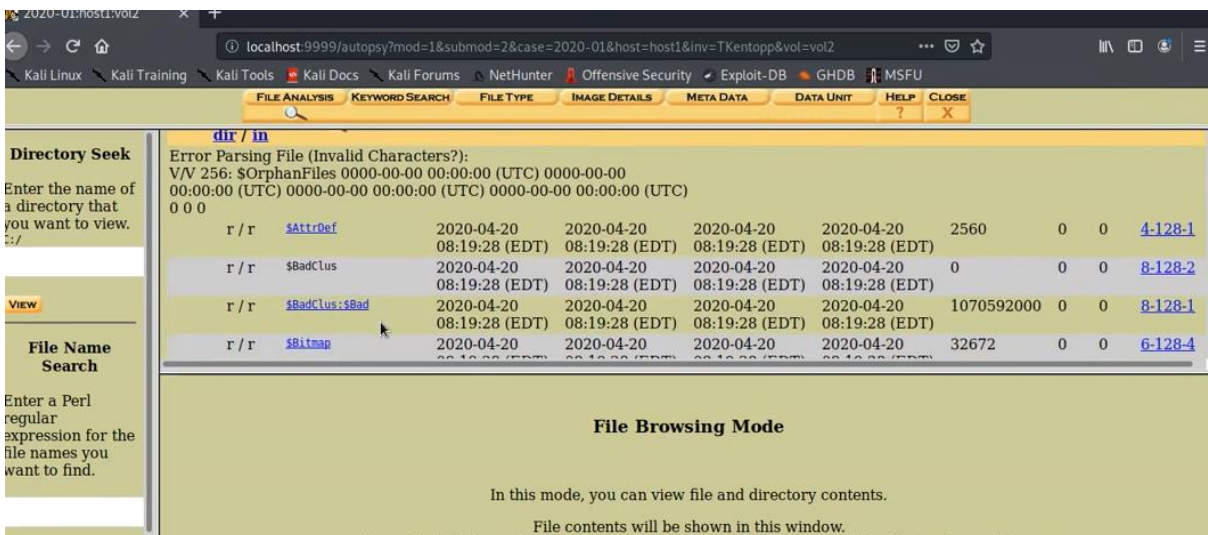 2020-01:host1:vol2
localhost:9999/autopsy?mod=1&submod=2&case=2020-01&host=host1&inv=TKentopp&vol=vol2
Kali Linux Kali Training Kali Tools Kali Docs Kali Forums NetHunter Offensive Security Exploit-DB GHDB MSFU
FILE ANALYSIS KEYWORD SEARCH FILE TYPE IMAGE DETAILS META DATA DATA UNIT HELP CLOSE
? X
Directory Seek
Enter the name of
a directory that
you want to view.
C:/
VIEW
File Name
Search
Enter a Perl
regular
expression for the
file names you
want to find.
dir / in
Error Parsing File (Invalid Characters?):
V/V 256: $OrphanFiles 0000-00-00 00:00:00 (UTC) 0000-00-00
00:00:00 (UTC) 0000-00-00 00:00:00 (UTC) 0000-00-00 00:00:00 (UTC)
0 0 0
r / r $AttrDef 2020-04-20 2020-04-20 2020-04-20 2020-04-20 2560 0 0 4-128-1
08:19:28 (EDT) 08:19:28 (EDT) 08:19:28 (EDT) 08:19:28 (EDT)
r / r $BadClus 2020-04-20 2020-04-20 2020-04-20 2020-04-20 0 0 0 8-128-2
08:19:28 (EDT) 08:19:28 (EDT) 08:19:28 (EDT) 08:19:28 (EDT)
r / r $BadClus:$Bad 2020-04-20 2020-04-20 2020-04-20 2020-04-20 1070592000 0 0 8-128-1
08:19:28 (EDT) 08:19:28 (EDT) 08:19:28 (EDT) 08:19:28 (EDT)
r / r $Bitmap 2020-04-20 2020-04-20 2020-04-20 2020-04-20 32672 0 0 6-128-4
File Browsing Mode
In this mode, you can view file and directory contents.
File contents will be shown in this window.